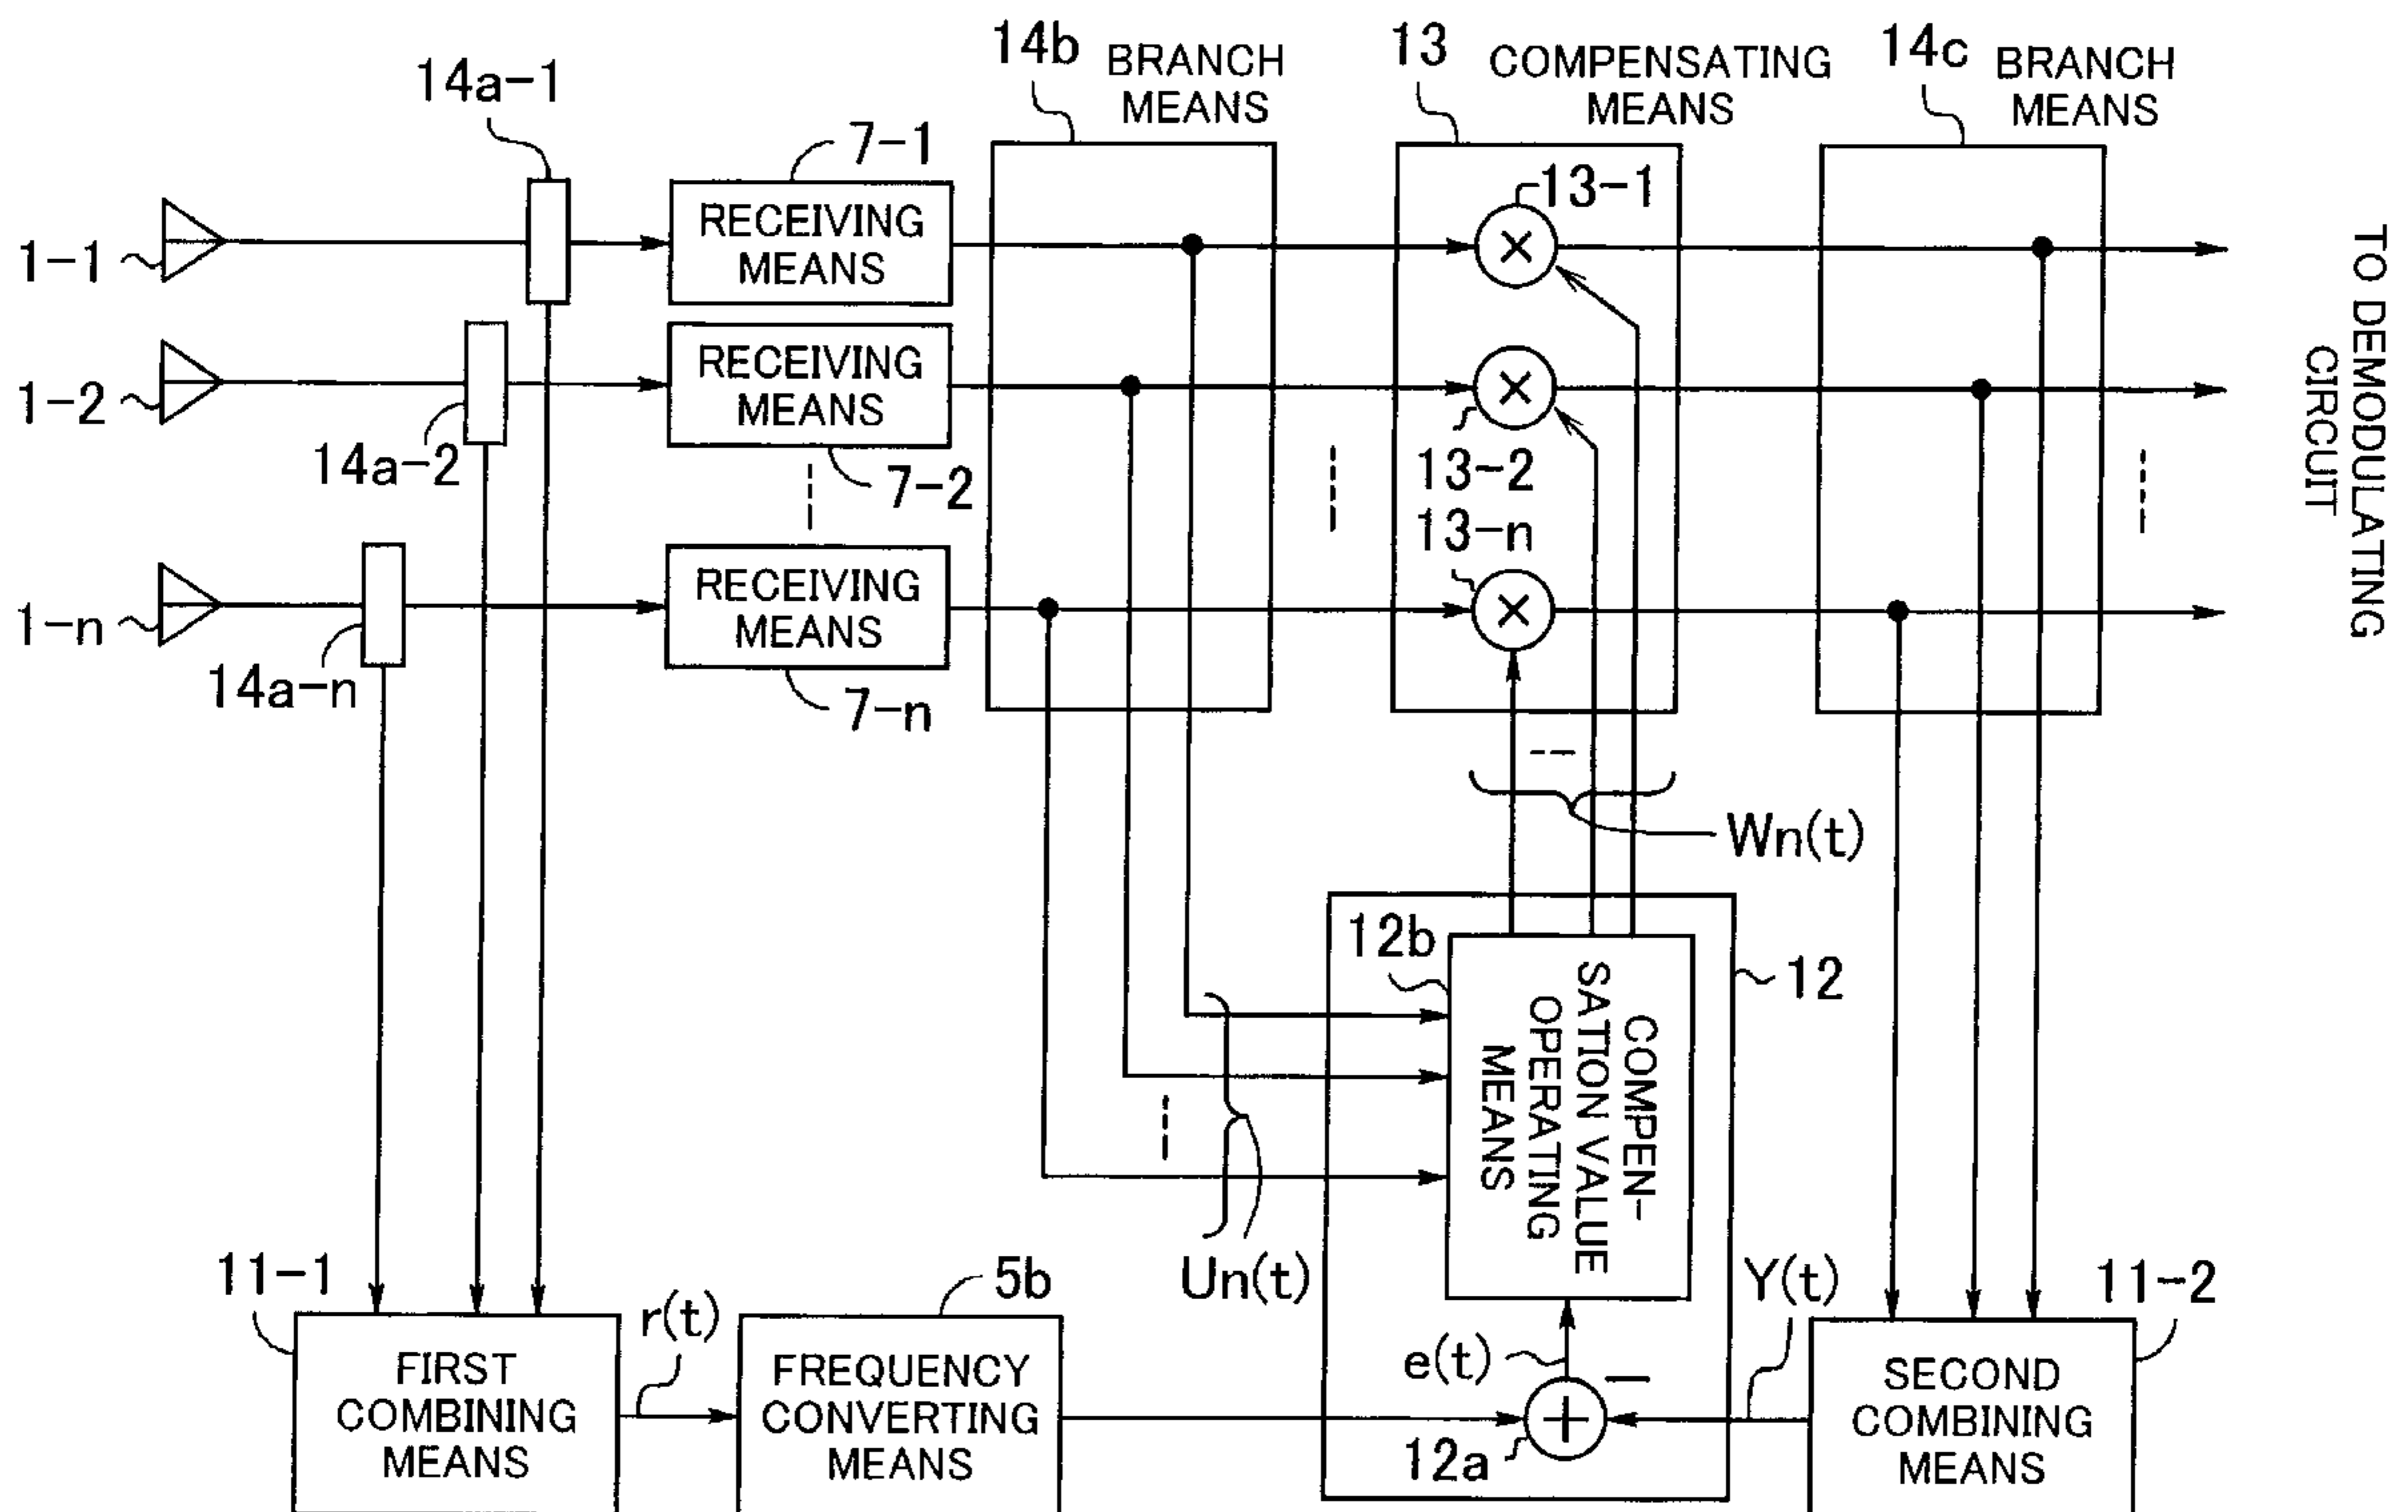 14b BRANCH MEANS
13 COMPENSATING MEANS
14c BRANCH MEANS
14a-1
7-1
13-1
RECEIVING
MEANS
1-1
TO DEMODULATING
CIRCUIT
RECEIVING
MEANS
1-2
14a-2
7-2
13-2
13-n
RECEIVING
MEANS
1-n
14a-n
7-n
Wn(t)
12b
12
COMPEN-
SATION VALUE
OPERATING
MEANS
Un(t)
11-1
r(t)
5b
Y(t)
11-2
e(t)
FIRST
COMBINING
MEANS
FREQUENCY
CONVERTING
MEANS
12a
SECOND
COMBINING
MEANS